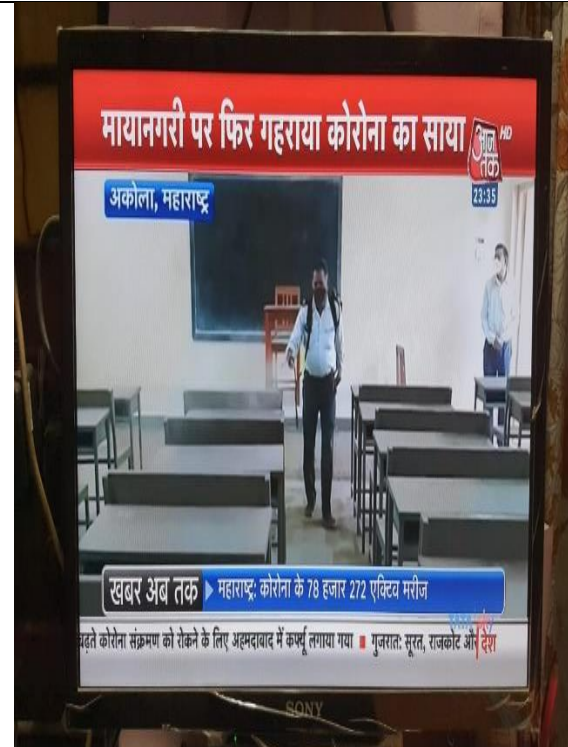 मायानगरी पर फिर गहराया कोरोना का साया
आज तक HD
23:35
अकोला, महाराष्ट्र
खबर अब तक महाराष्ट्र: कोरोना के 78 हजार 272 एक्टिव मरीज
बढ़ते कोरोना संक्रमण को रोकने के लिए अहमदाबाद में कर्फ्यू लगाया गया ■ गुजरात: सूरत, राजकोट और देश
SONY